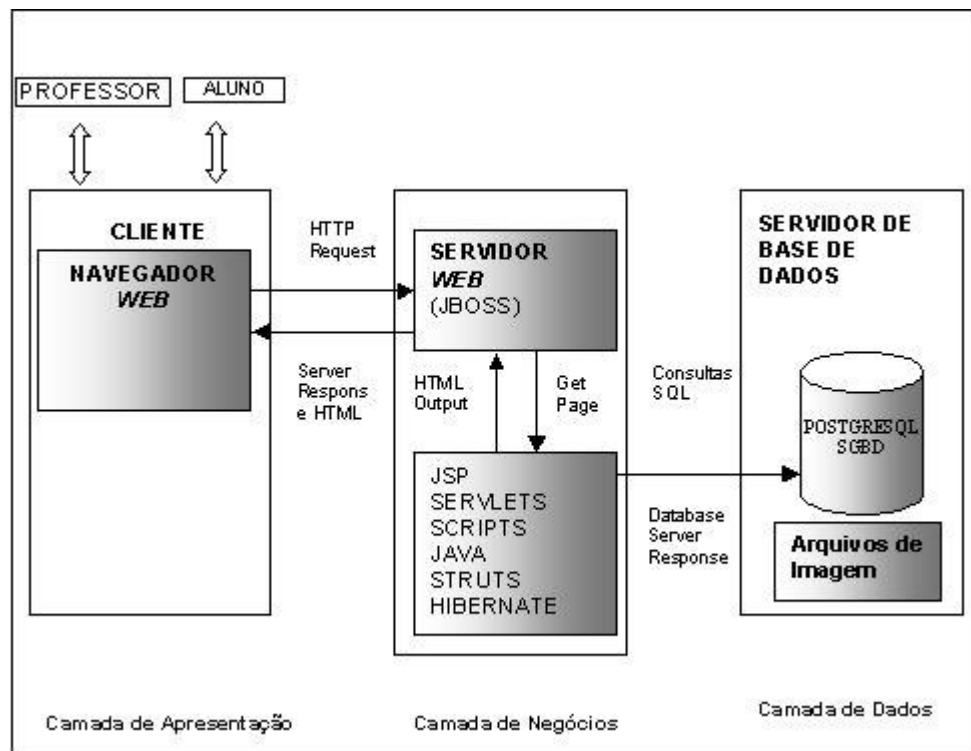 PROFESSOR
ALUNO
CLIENTE
NAVEGADOR
WEB
HTTP
Request
Server
Respons
e HTML
SERVIDOR
WEB
(JBOSS)
HTML
Output
Get
Page
JSP
SERVLETS
SCRIPTS
JAVA
STRUTS
HIBERNATE
Consultas
SQL
Database
Server
Response
SERVIDOR DE
BASE DE
DADOS
POSTGRESQL
SGBD
Arquivos de
Imagem
Camada de Apresentação
Camada de Negócios
Camada de Dados